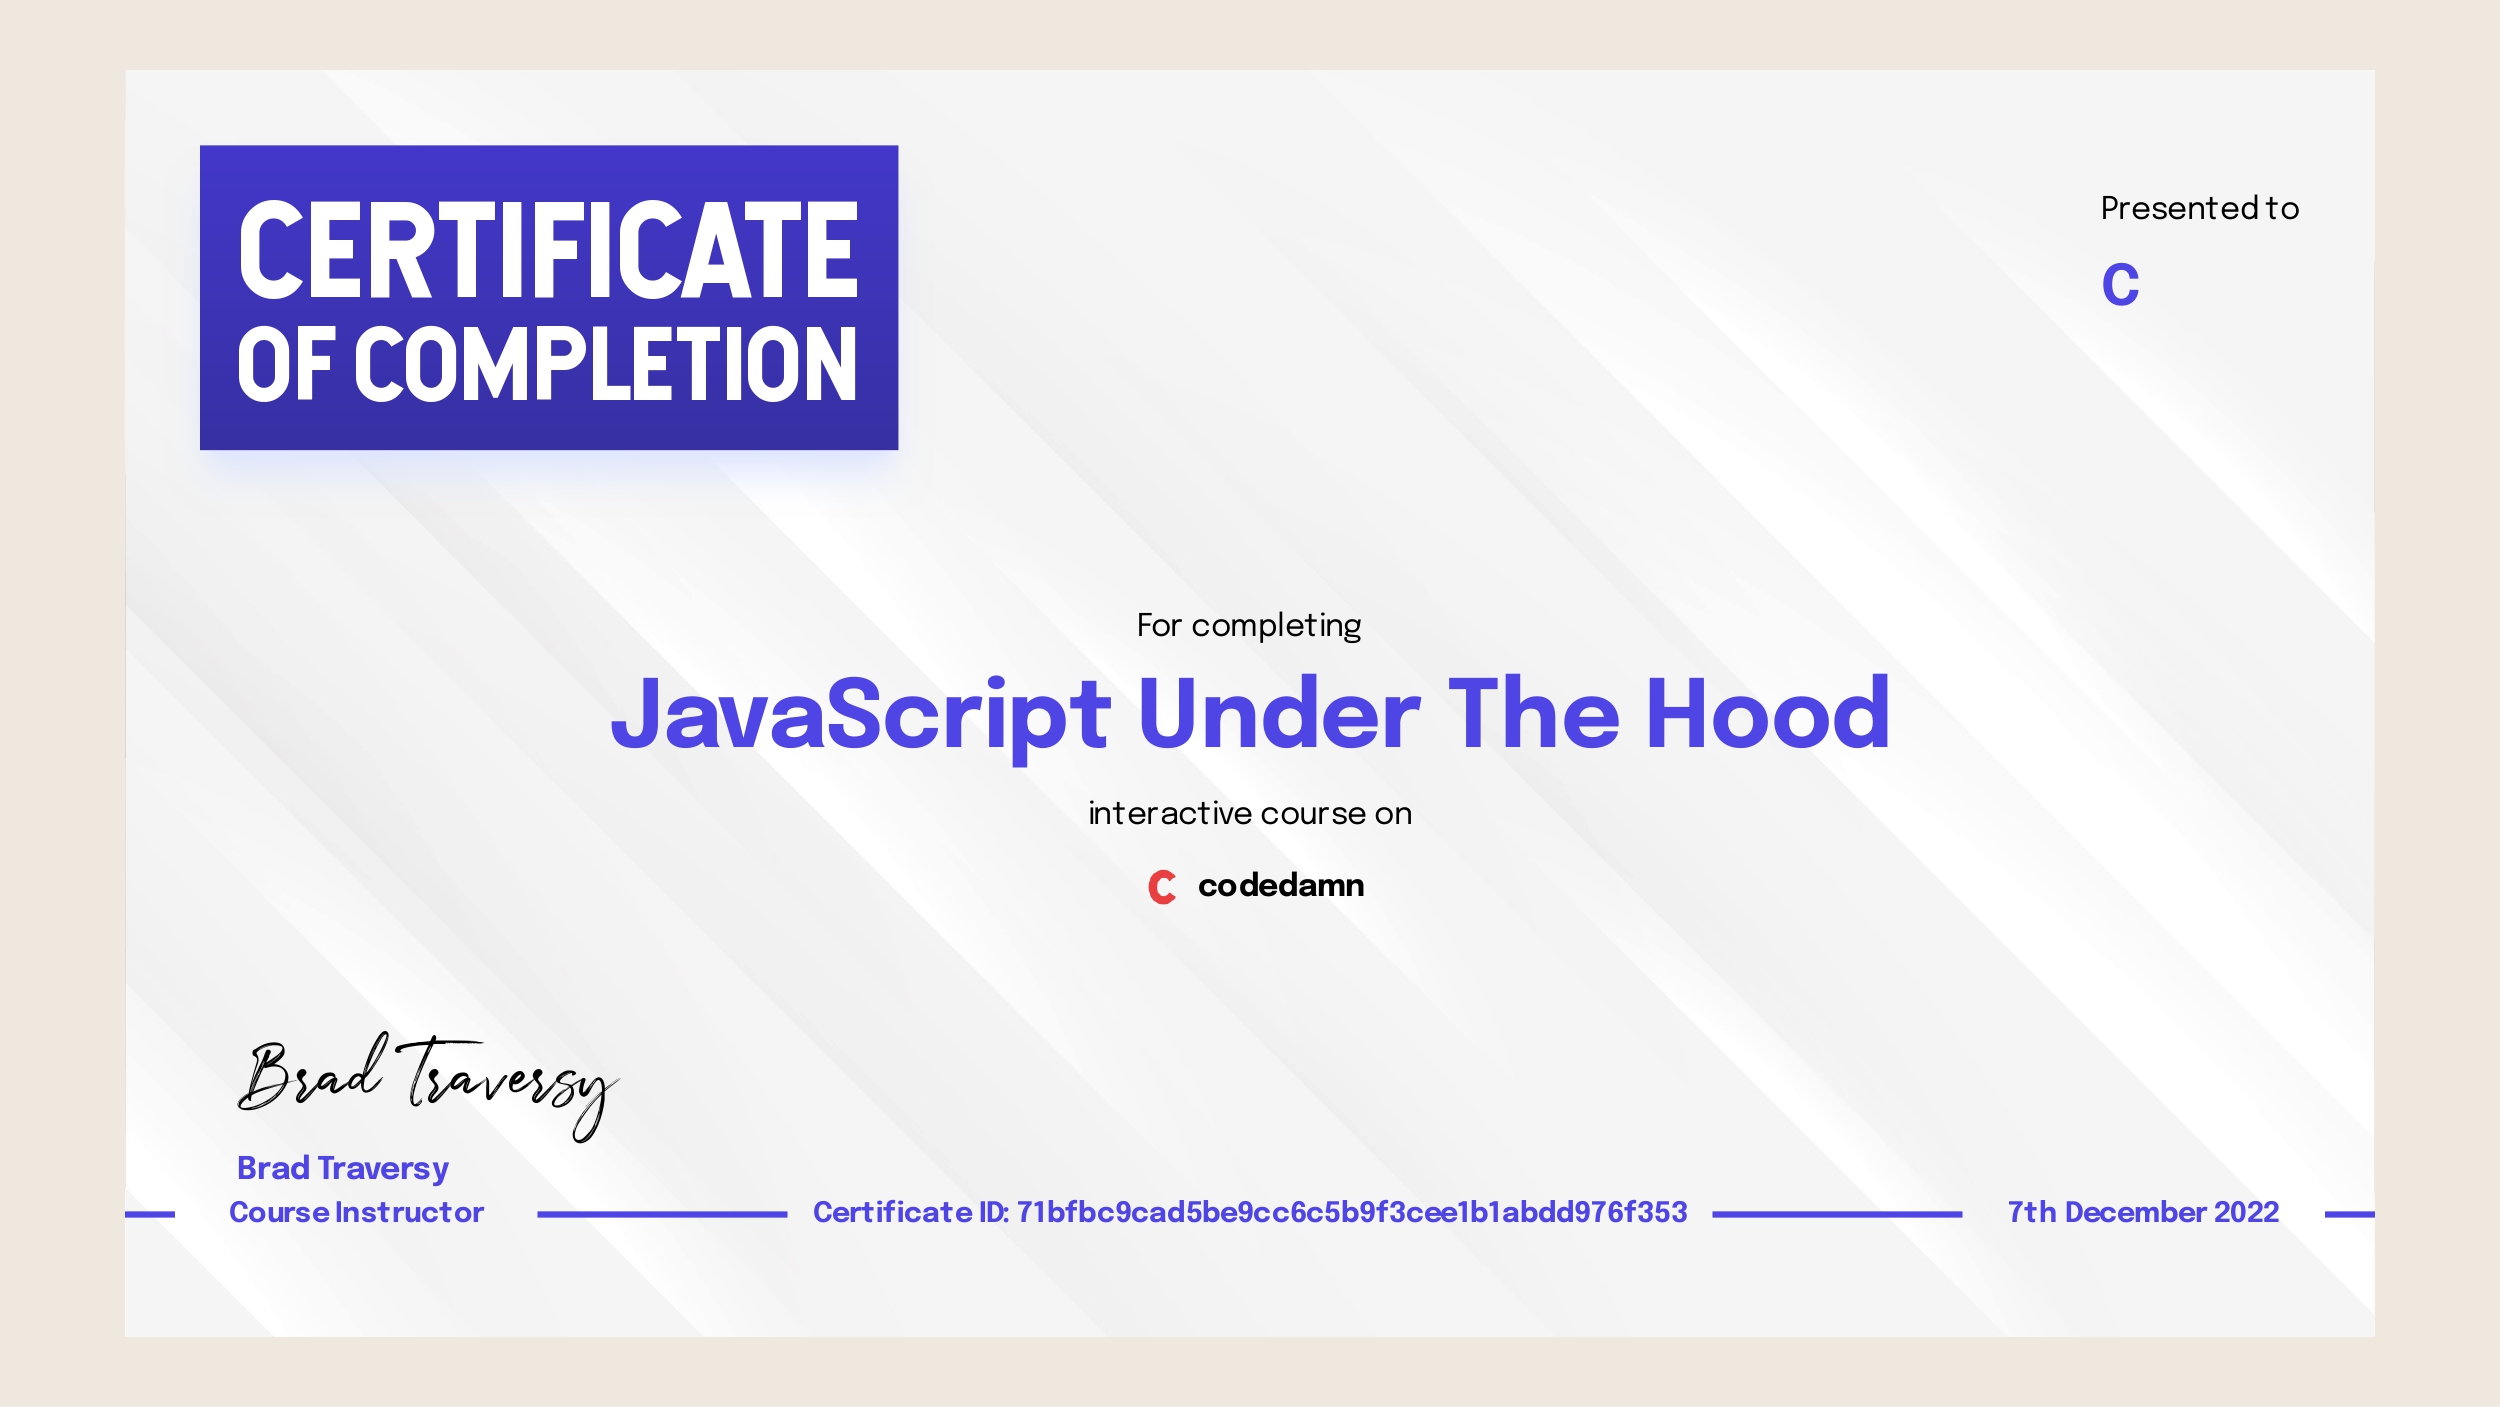 CERTIFICATE
OF COMPLETION
Presented to
C
For completing
JavaScript Under The Hood
interactive course on
C codedamn
Brad Traversy
Brad Traversy
Course Instructor
Certificate ID: 71bfbc9cad5be9cc6c5b9f3cee1b1abdd976f353
7th December 2022